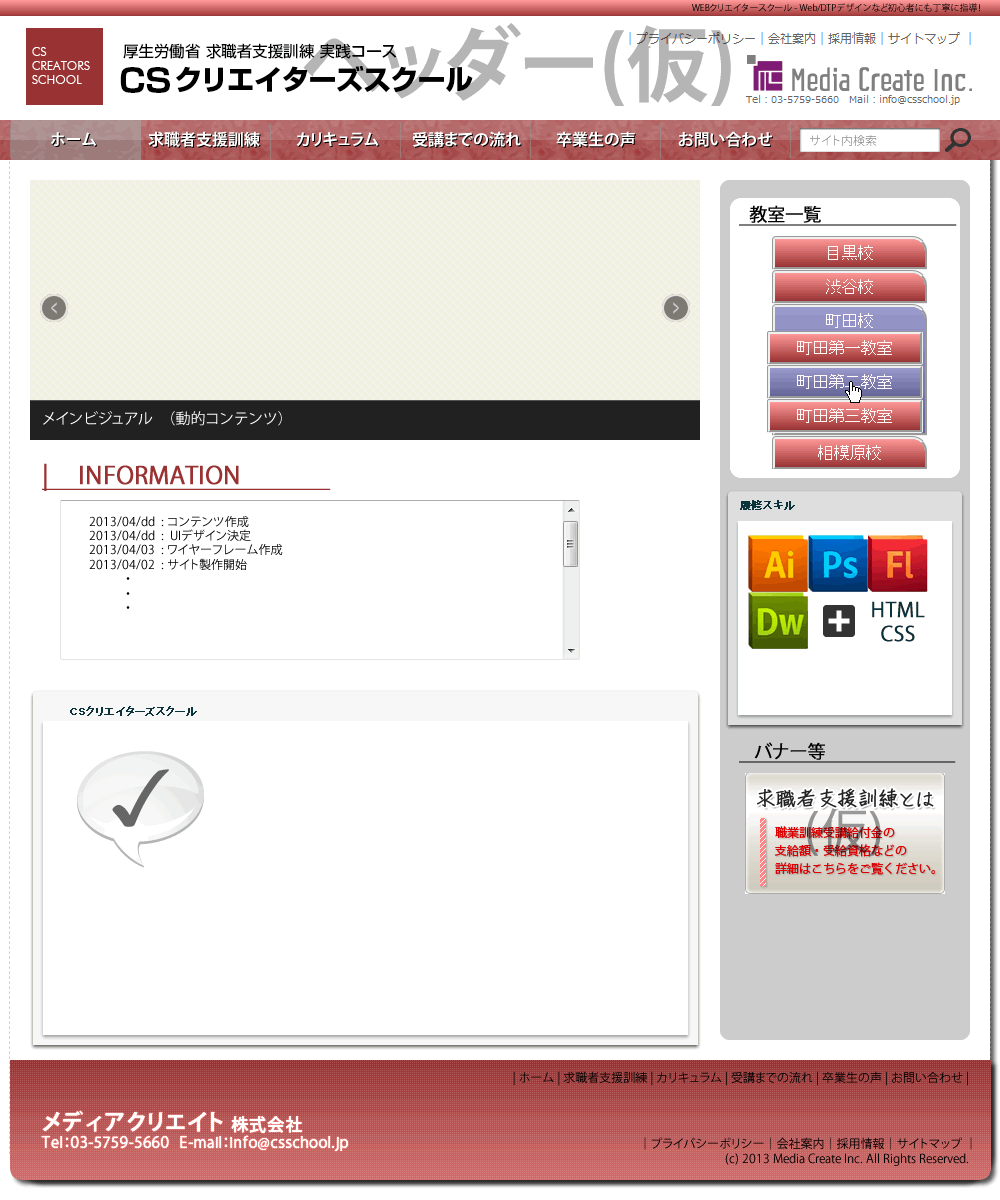 WEBクリエイタースクール - Web/DTPデザインなど初心者にも丁寧に指導!
CS
CREATORS
SCHOOL
厚生労働省 求職者支援訓練 実践コース
CSクリエイターズスクール
ヘッダー(仮)
| プライバシーポリシー | 会社案内 | 採用情報 | サイトマップ |
Media Create Inc.
Tel : 03-5759-5660 Mail : info@csschool.jp
ホーム 求職者支援訓練 カリキュラム 受講までの流れ 卒業生の声 お問い合わせ サイト内検索
メインビジュアル （動的コンテンツ）
INFORMATION
2013/04/dd : コンテンツ作成
2013/04/dd : UIデザイン決定
2013/04/03 : ワイヤーフレーム作成
2013/04/02 : サイト製作開始
・
・
・
CSクリエイターズスクール
教室一覧
目黒校
渋谷校
町田校
町田第一教室
町田第二教室
町田第三教室
相模原校
履修スキル
Ai Ps Fl
Dw + HTML
CSS
バナー等
求職者支援訓練とは
(仮)
職業訓練受講給付金の
支給額・受給資格などの
詳細はこちらをご覧ください。
| ホーム | 求職者支援訓練 | カリキュラム | 受講までの流れ | 卒業生の声 | お問い合わせ |
メディアクリエイト 株式会社
Tel:03-5759-5660 E-mail:info@csschool.jp
| プライバシーポリシー | 会社案内 | 採用情報 | サイトマップ |
(c) 2013 Media Create Inc. All Rights Reserved.